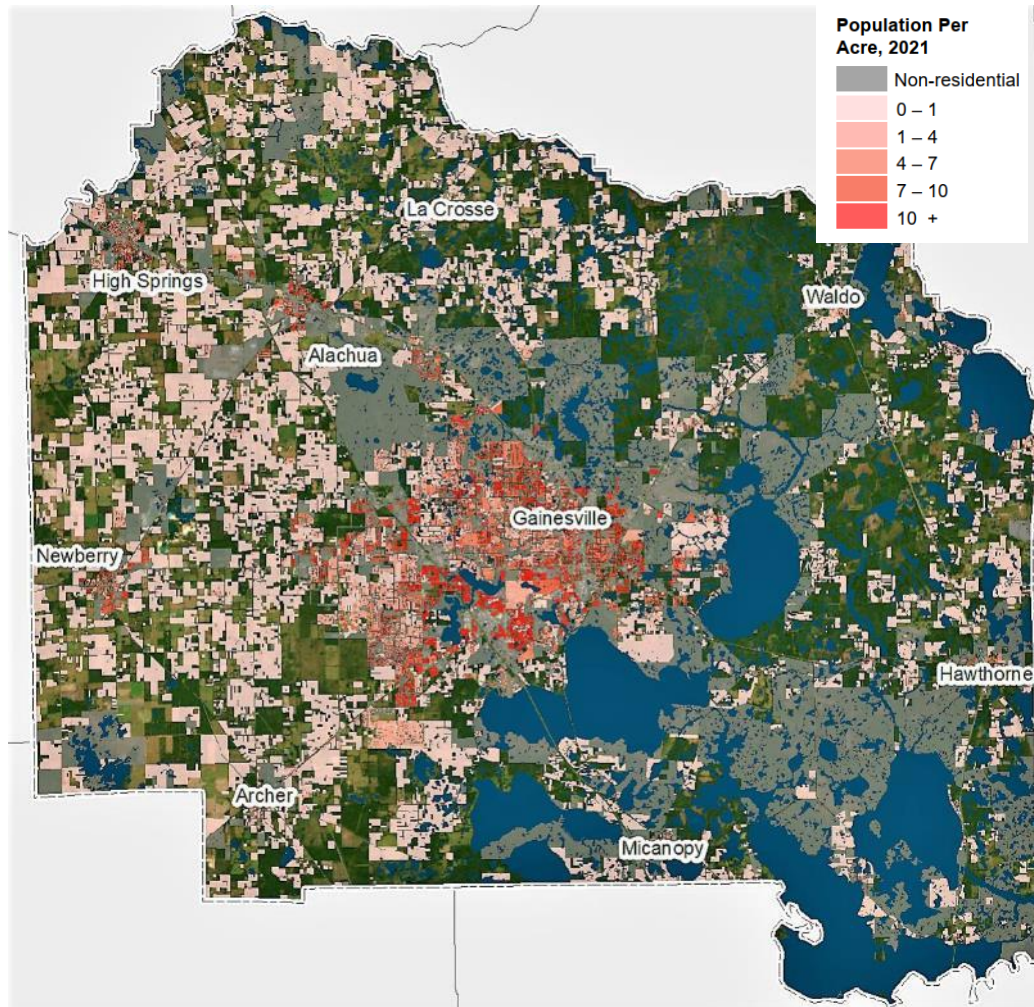 Population Per
Acre, 2021
Non-residential
0 – 1
1 – 4
4 – 7
7 – 10
10 +
La Crosse
High Springs
Waldo
Alachua
Gainesville
Newberry
Hawthorne
Archer
Micanopy